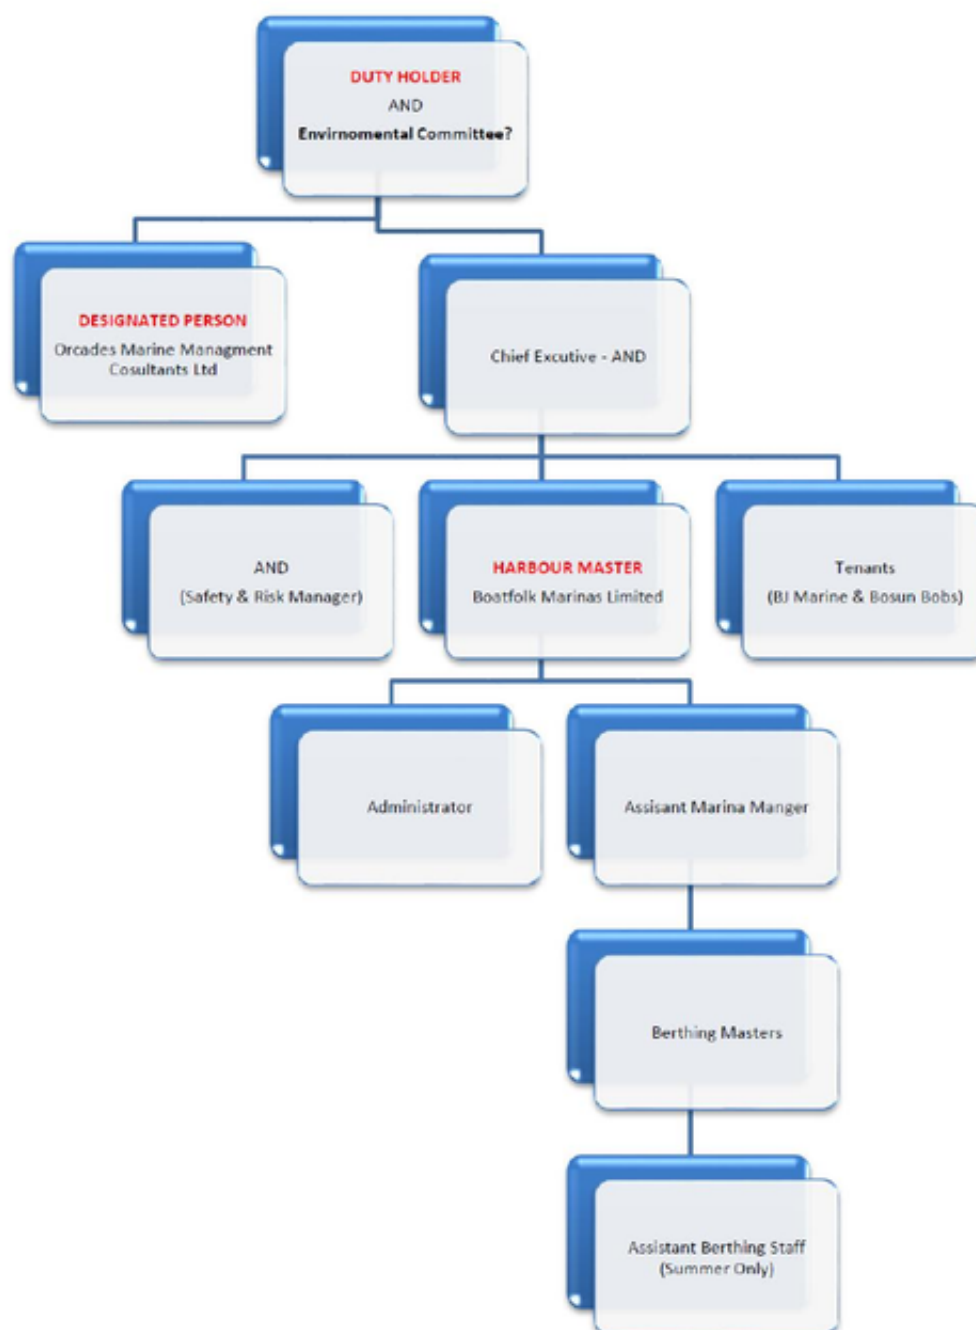 DUTY HOLDER
AND
Envirnomental Committee?
DESIGNATED PERSON
Orcades Marine Managment
Cosultants Ltd
Chief Excutive - AND
AND
(Safety & Risk Manager)
HARBOUR MASTER
Boatfolk Marinas Limited
Tenants
(BJ Marine & Bosun Bobs)
Administrator
Assisant Marina Manger
Berthing Masters
Assistant Berthing Staff
(Summer Only)